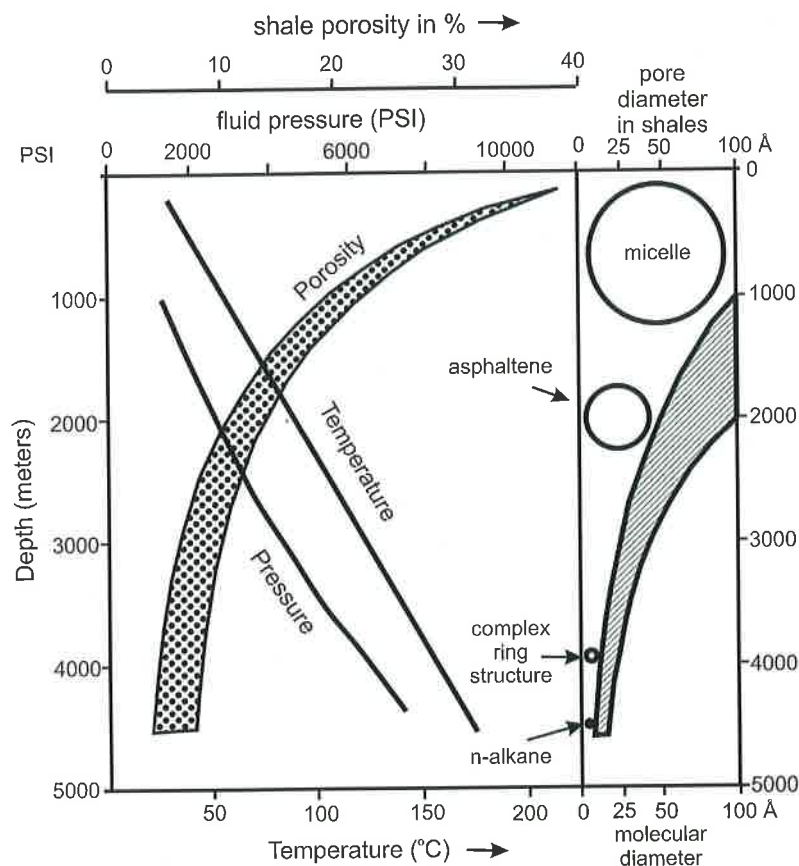 shale porosity in %
0 10 20 30 40
pore
diameter
in shales
fluid pressure (PSI)
PSI 0 2000 6000 10000
0 25 50 100 Å
0
micelle
Porosity
1000
1000
asphaltene
2000
2000
Temperature
Depth (meters)
3000
3000
Pressure
complex
ring
structure
4000
4000
n-alkane
5000
5000
50 100 150 200
0 25 50 100 Å
Temperature (°C)
molecular
diameter